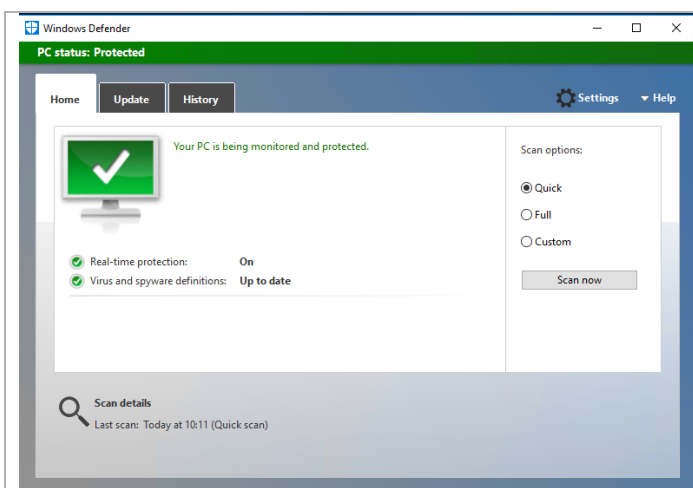 Windows Defender
PC status: Protected
Home Update History Settings Help
Your PC is being monitored and protected.
Scan options:
Quick
Full
Custom
Scan now
Real-time protection: On
Virus and spyware definitions: Up to date
Scan details
Last scan: Today at 10:11 (Quick scan)